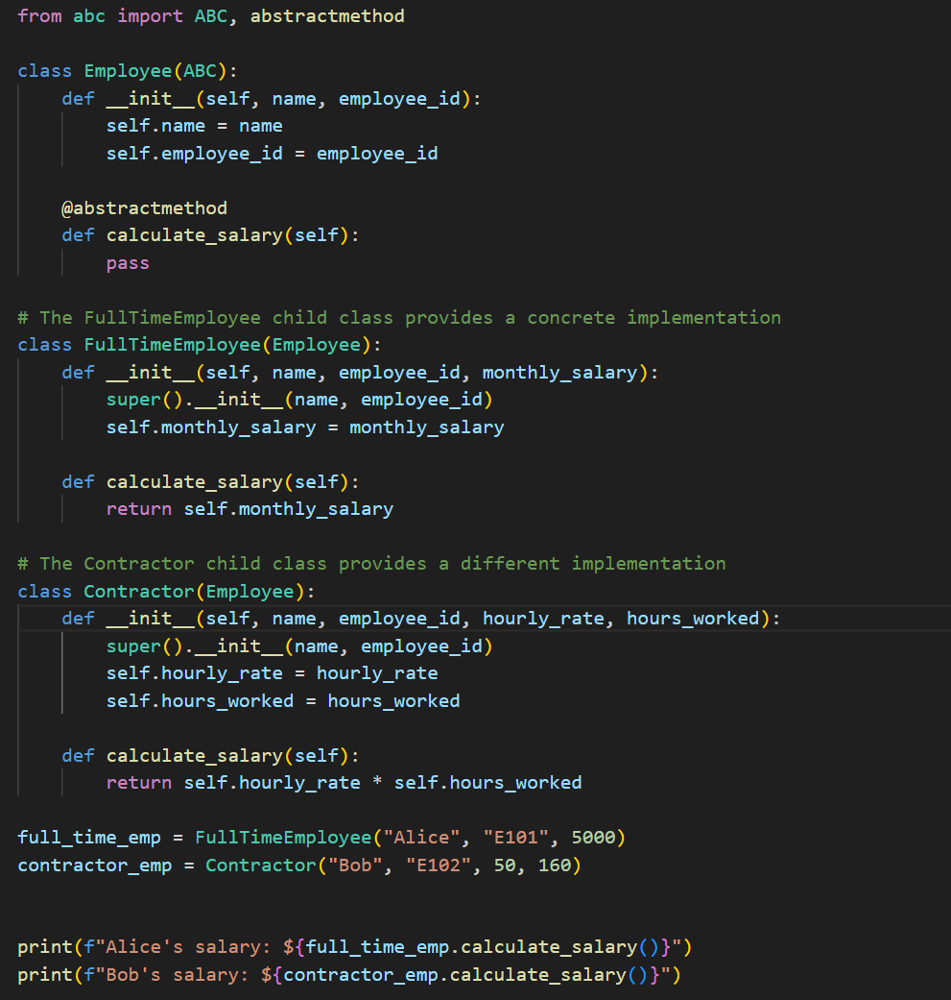 from abc import ABC, abstractmethod

class Employee(ABC):
    def __init__(self, name, employee_id):
        self.name = name
        self.employee_id = employee_id

    @abstractmethod
    def calculate_salary(self):
        pass

# The FullTimeEmployee child class provides a concrete implementation
class FullTimeEmployee(Employee):
    def __init__(self, name, employee_id, monthly_salary):
        super().__init__(name, employee_id)
        self.monthly_salary = monthly_salary

    def calculate_salary(self):
        return self.monthly_salary

# The Contractor child class provides a different implementation
class Contractor(Employee):
    def __init__(self, name, employee_id, hourly_rate, hours_worked):
        super().__init__(name, employee_id)
        self.hourly_rate = hourly_rate
        self.hours_worked = hours_worked

    def calculate_salary(self):
        return self.hourly_rate * self.hours_worked

full_time_emp = FullTimeEmployee("Alice", "E101", 5000)
contractor_emp = Contractor("Bob", "E102", 50, 160)


print(f"Alice's salary: ${full_time_emp.calculate_salary()}")
print(f"Bob's salary: ${contractor_emp.calculate_salary()}")